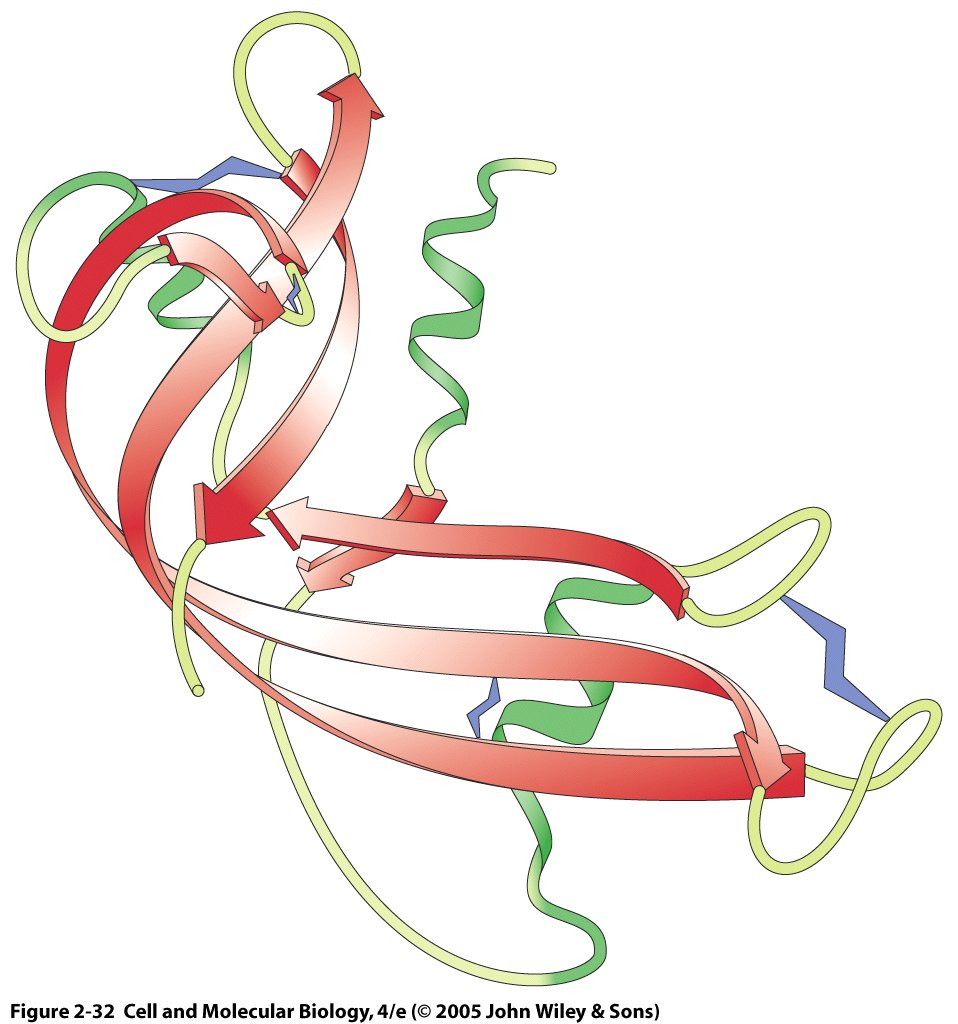 Figure 2-32 Cell and Molecular Biology, 4/e (© 2005 John Wiley & Sons)